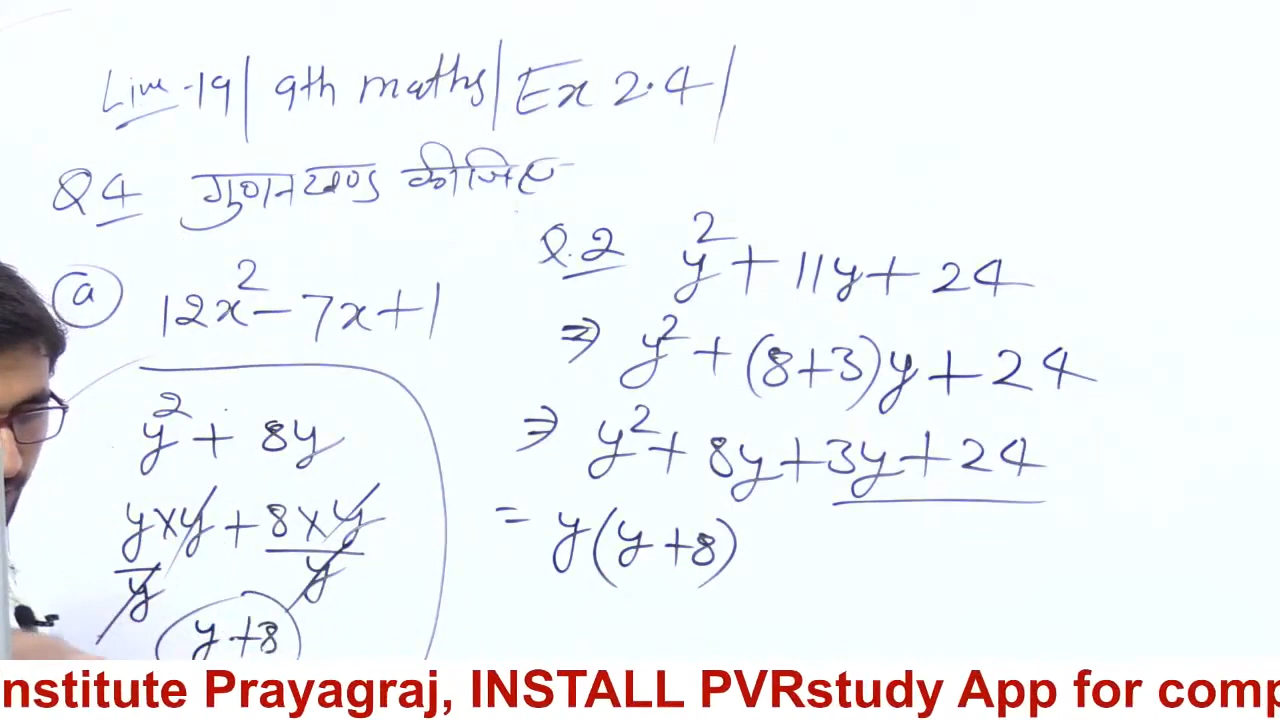 Live-19| 9th maths| Ex 2.4|
Q4 गुणनखण्ड कीजिए
(a) 12x² - 7x + 1
y² + 8y
y×y/y + 8×y/y
y+8
Q.2 y² + 11y + 24
⇒ y² + (8+3)y + 24
⇒ y² + 8y + 3y + 24
= y(y+8)
nstitute Prayagraj, INSTALL PVRstudy App for comp